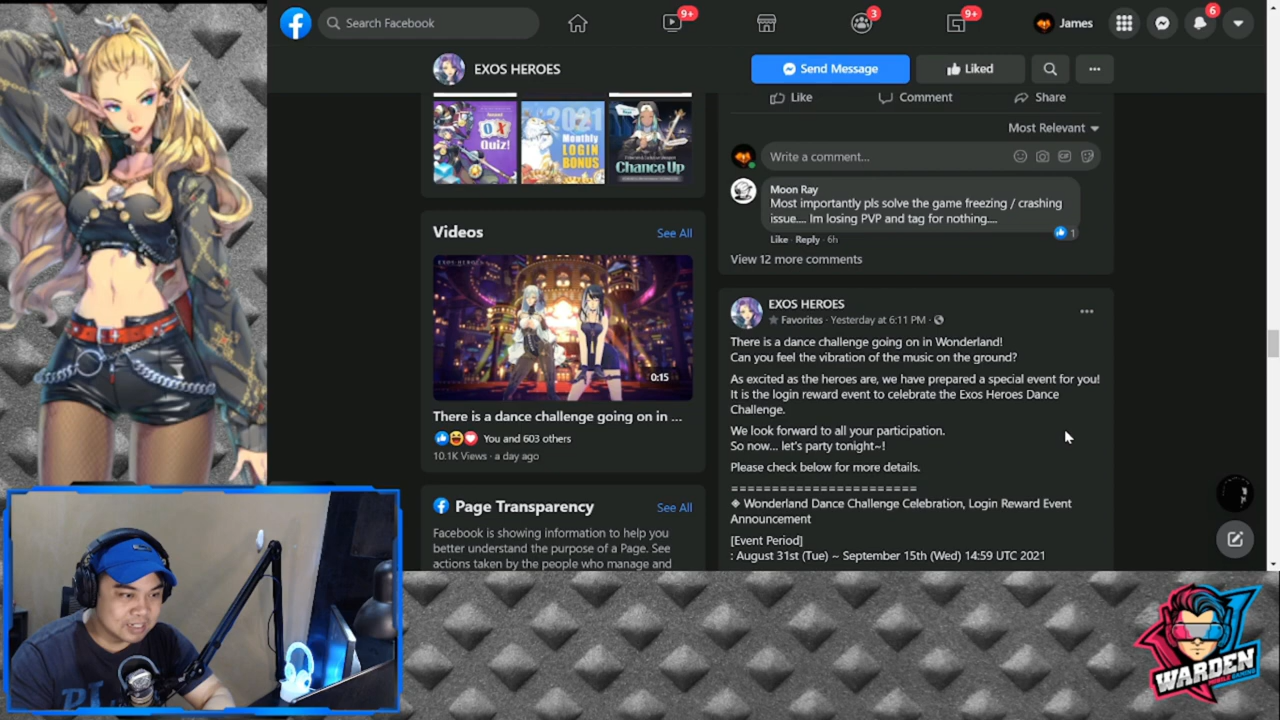 Search Facebook
9+
3
9+
James
6
EXOS HEROES
Send Message
Liked
OX
Quiz!
2021
Monthly
LOGIN
BONUS
Chance Up
Like
Comment
Share
Most Relevant
Write a comment...
Moon Ray
Most importantly pls solve the game freezing / crashing
issue.... Im losing PVP and tag for nothing....
1
Like · Reply · 6h
View 12 more comments
Videos
See All
EXOS HEROES
0:15
There is a dance challenge going on in ...
You and 603 others
10.1K Views · a day ago
Page Transparency
See All
Facebook is showing information to help you
better understand the purpose of a Page. See
actions taken by the people who manage and
EXOS HEROES
Favorites · Yesterday at 6:11 PM ·
There is a dance challenge going on in Wonderland!
Can you feel the vibration of the music on the ground?
As excited as the heroes are, we have prepared a special event for you!
It is the login reward event to celebrate the Exos Heroes Dance
Challenge.
We look forward to all your participation.
So now... let's party tonight~!
Please check below for more details.
=======================
◈ Wonderland Dance Challenge Celebration, Login Reward Event
Announcement
[Event Period]
: August 31st (Tue) ~ September 15th (Wed) 14:59 UTC 2021
WARDEN
MOBILE GAMING